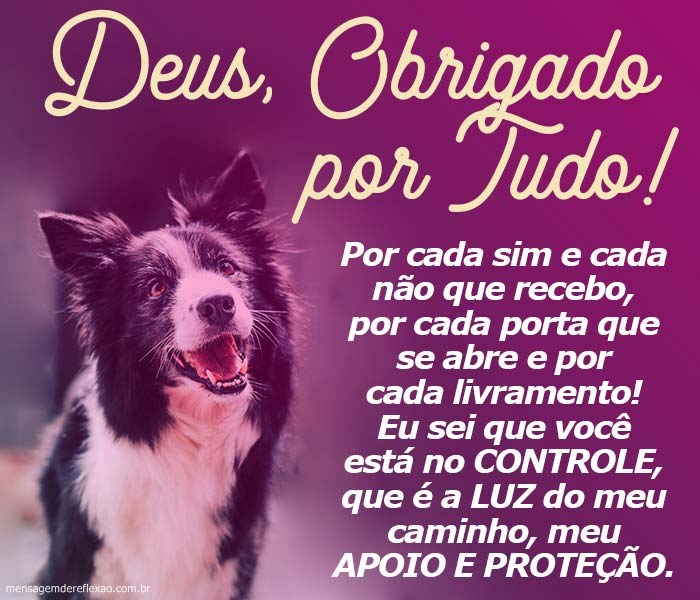 Deus, Obrigado
por Tudo!
Por cada sim e cada
não que recebo,
por cada porta que
se abre e por
cada livramento!
Eu sei que você
está no CONTROLE,
que é a LUZ do meu
caminho, meu
APOIO E PROTEÇÃO.
mensagemdereflexao.com.br